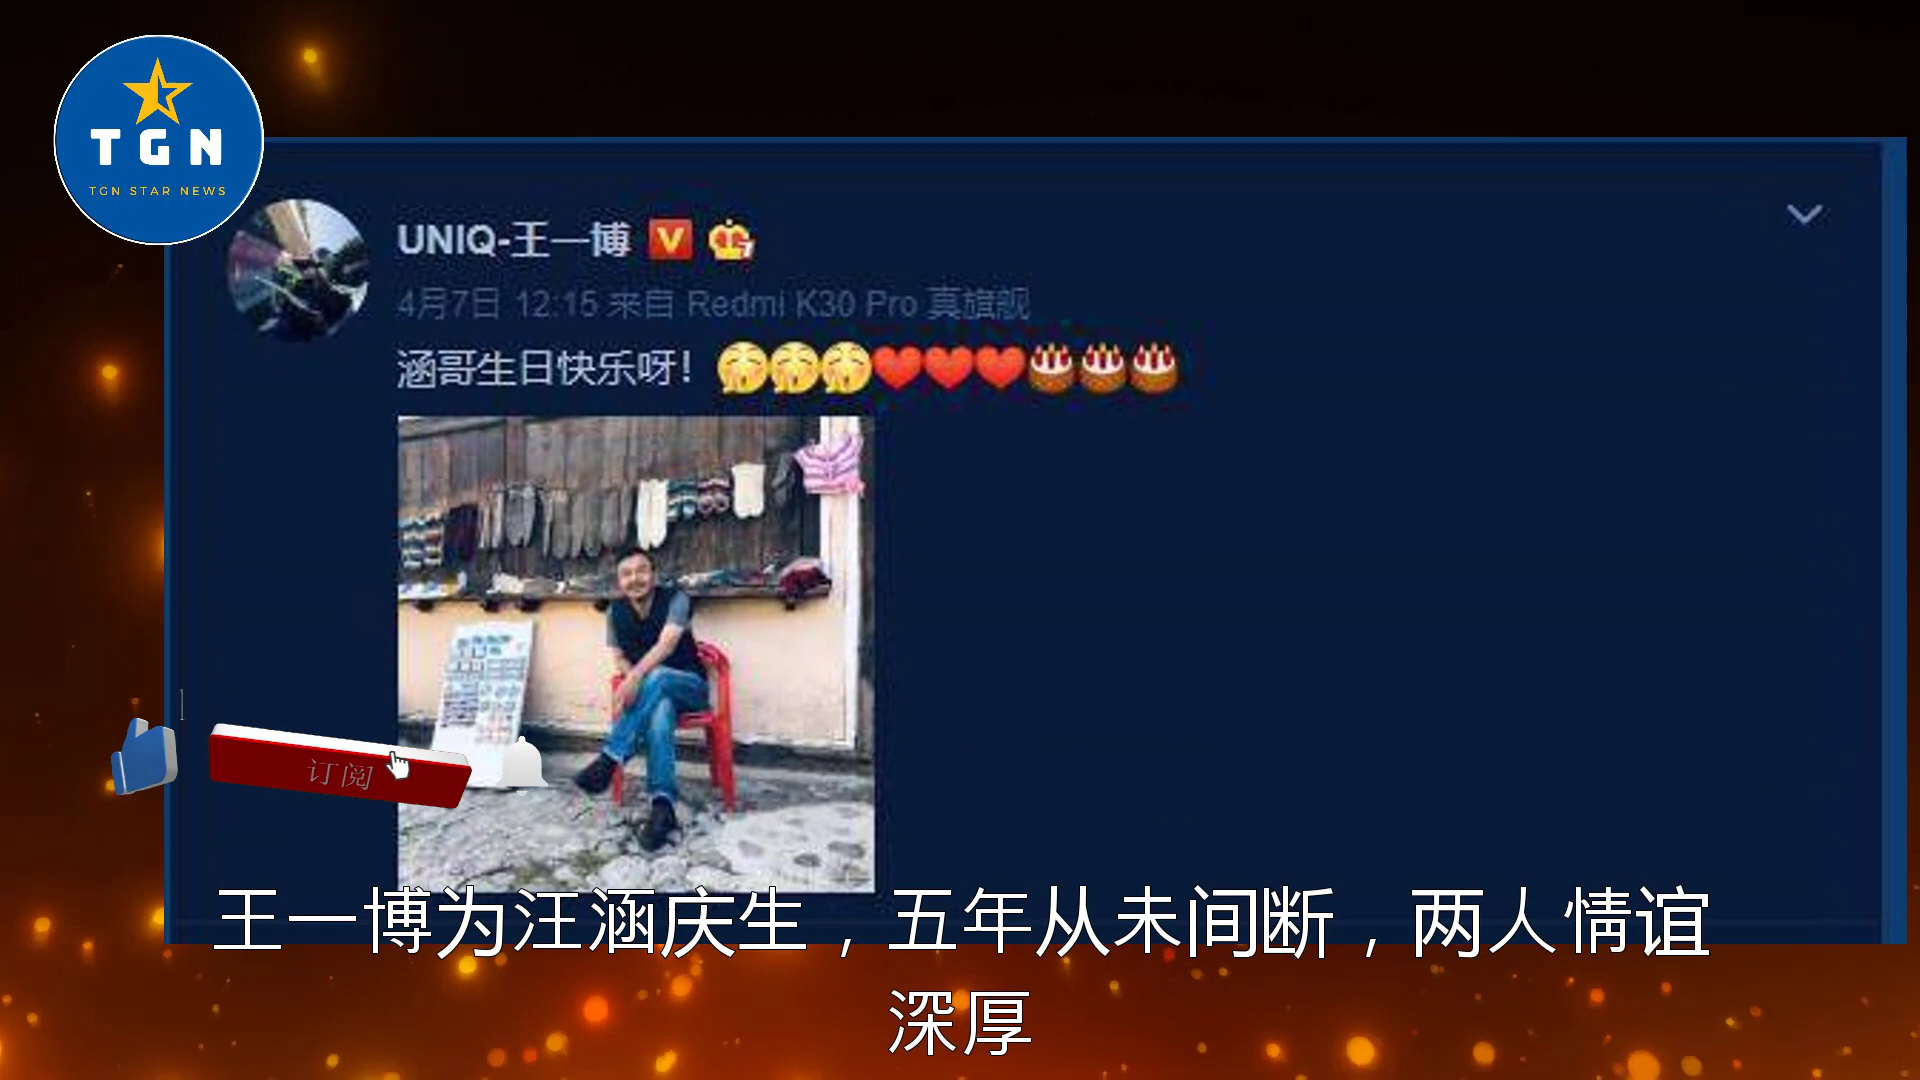 TGN
TGN STAR NEWS
UNIQ-王一博
4月7日 12:15 来自 Redmi K30 Pro 真旗舰
涵哥生日快乐呀！
订阅
王一博为汪涵庆生，五年从未间断，两人情谊
深厚